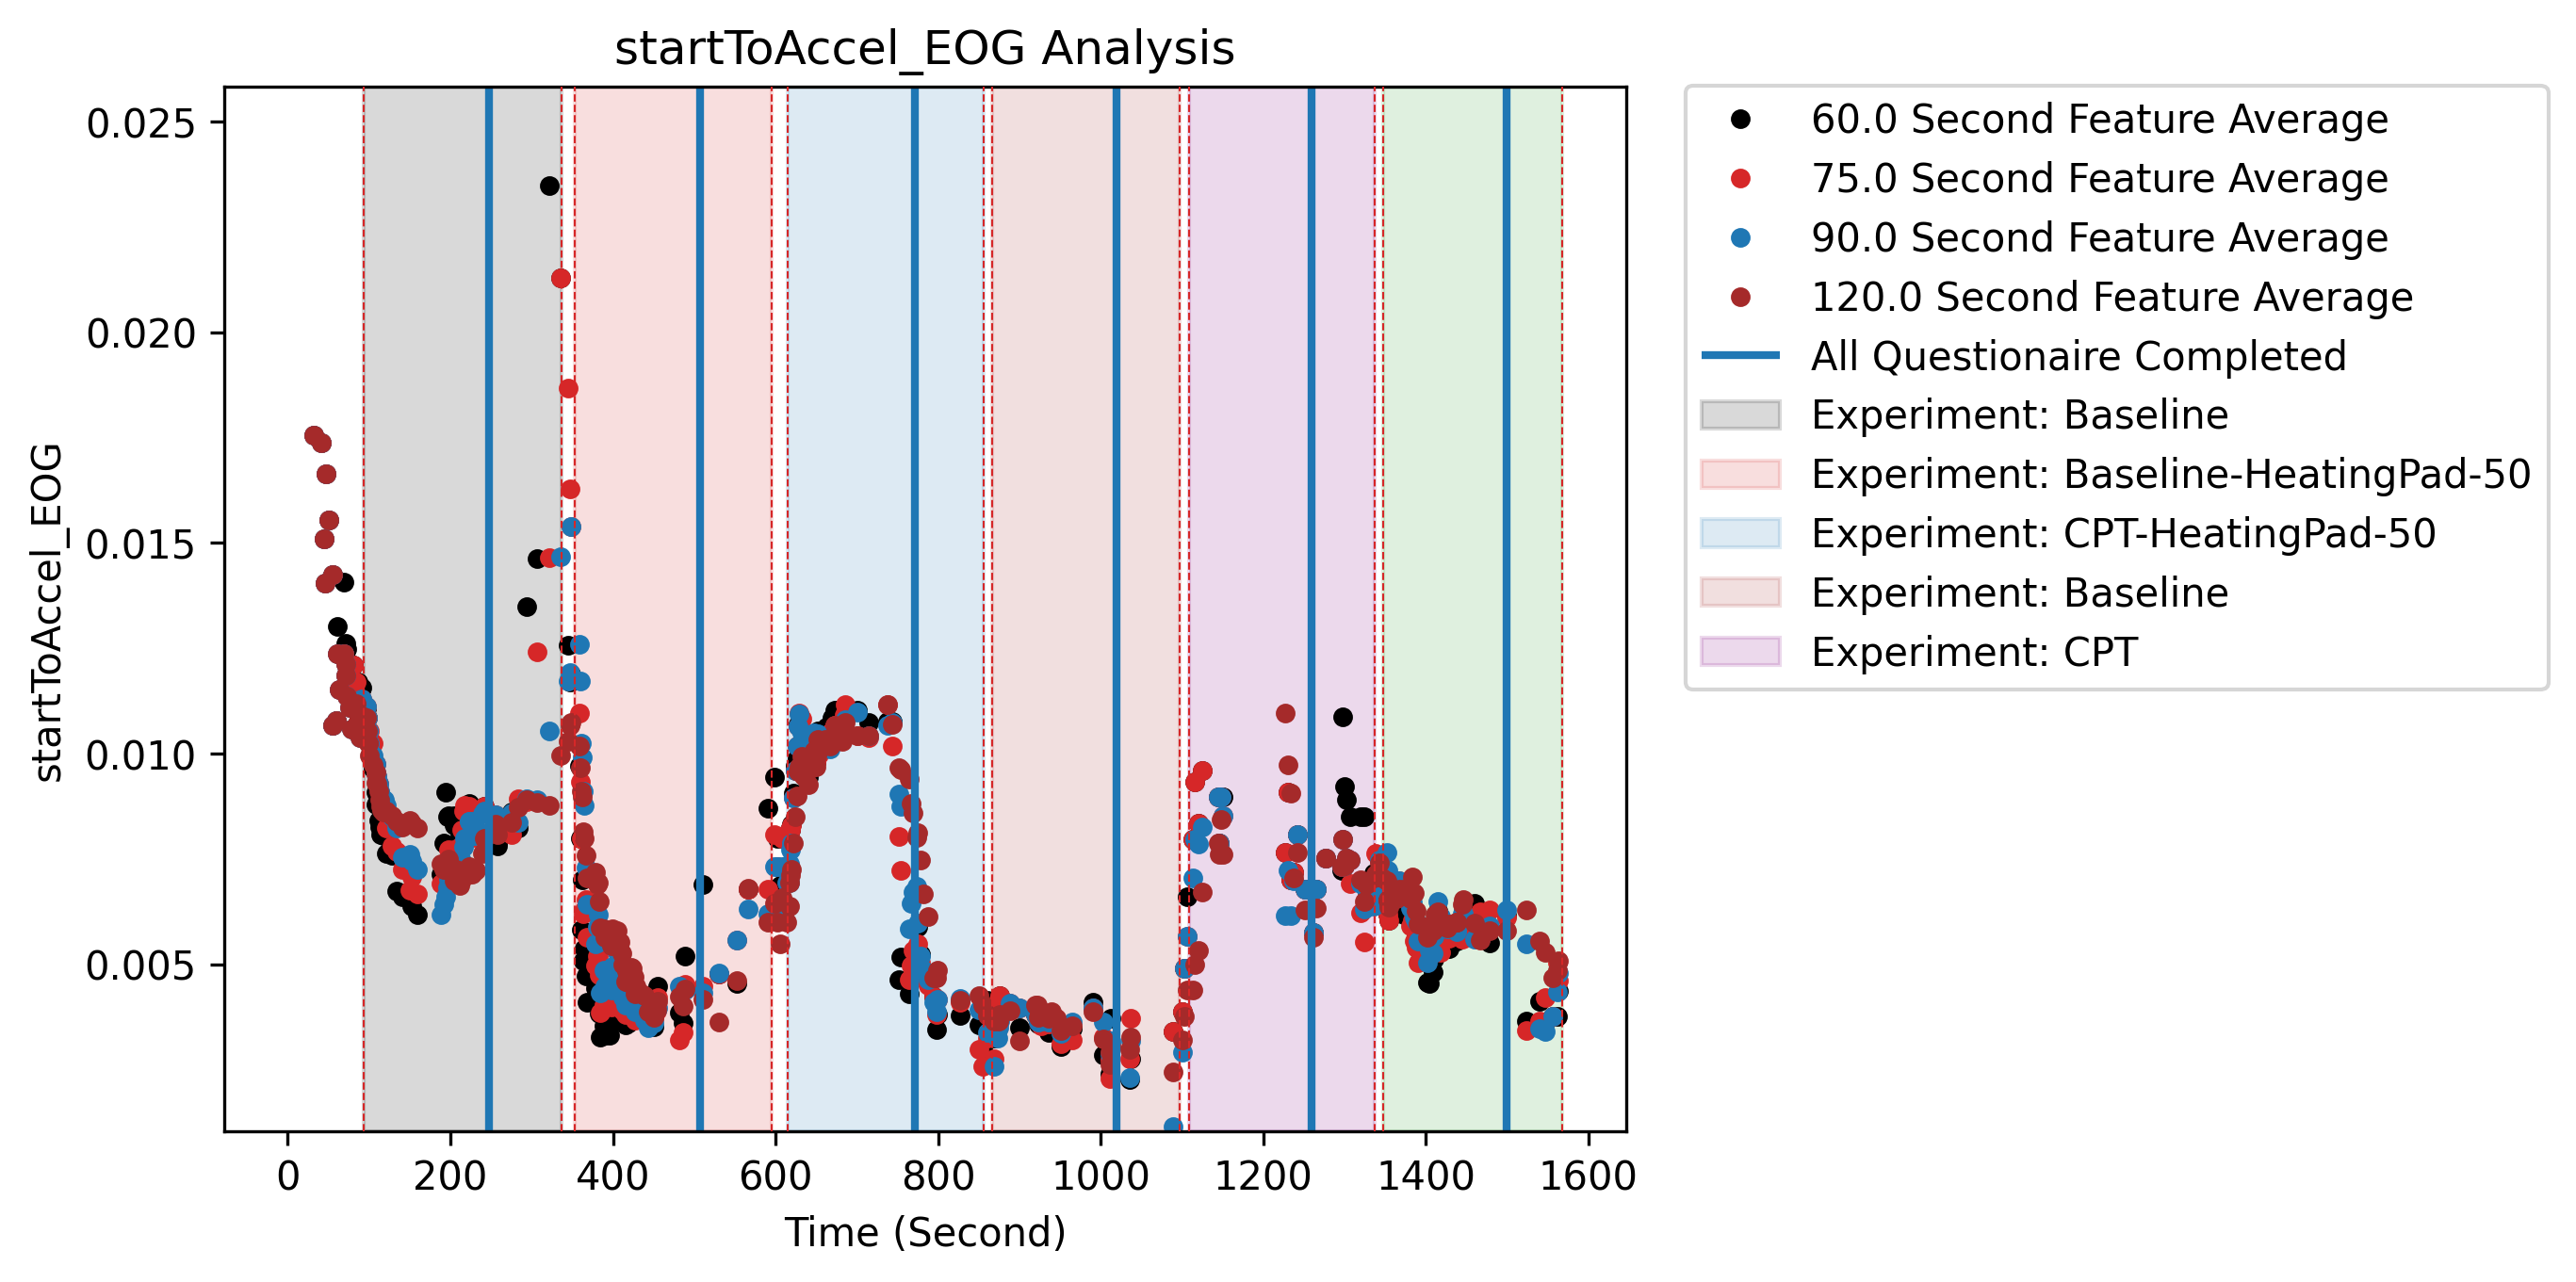 startToAccel_EOG Analysis
0.025
0.020
0.015
0.010
0.005
startToAccel_EOG
0 200 400 600 800 1000 1200 1400 1600
Time (Second)
60.0 Second Feature Average
75.0 Second Feature Average
90.0 Second Feature Average
120.0 Second Feature Average
All Questionaire Completed
Experiment: Baseline
Experiment: Baseline-HeatingPad-50
Experiment: CPT-HeatingPad-50
Experiment: Baseline
Experiment: CPT